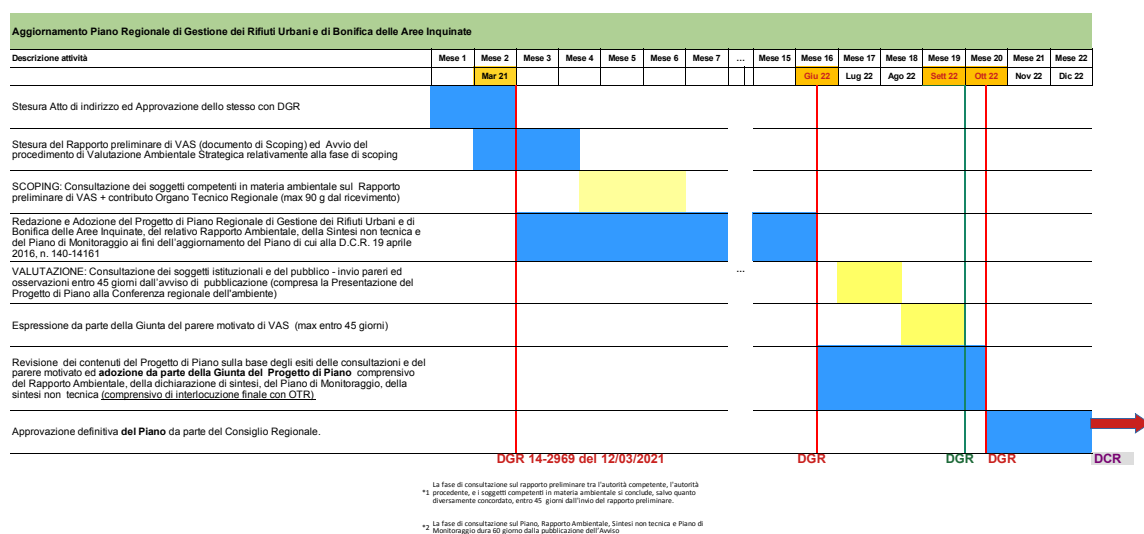 Aggiornamento Piano Regionale di Gestione dei Rifiuti Urbani e di Bonifica delle Aree Inquinate
Descrizione attività Mese 1 Mese 2 Mese 3 Mese 4 Mese 5 Mese 6 Mese 7 ... Mese 15 Mese 16 Mese 17 Mese 18 Mese 19 Mese 20 Mese 21 Mese 22
Mar 21 Giu 22 Lug 22 Ago 22 Sett 22 Ott 22 Nov 22 Dic 22
Stesura Atto di indirizzo ed Approvazione dello stesso con DGR
Stesura del Rapporto preliminare di VAS (documento di Scoping) ed Avvio del
procedimento di Valutazione Ambientale Strategica relativamente alla fase di scoping
SCOPING: Consultazione dei soggetti competenti in materia ambientale sul Rapporto
preliminare di VAS + contributo Organo Tecnico Regionale (max 90 g dal ricevimento)
Redazione e Adozione del Progetto di Piano Regionale di Gestione dei Rifiuti Urbani e di
Bonifica delle Aree Inquinate, del relativo Rapporto Ambientale, della Sintesi non tecnica e
del Piano di Monitoraggio ai fini dell'aggiornamento del Piano di cui alla D.C.R. 19 aprile
2016, n. 140-14161
VALUTAZIONE: Consultazione dei soggetti istituzionali e del pubblico - invio pareri ed
osservazioni entro 45 giorni dall'avviso di pubblicazione (compresa la Presentazione del
Progetto di Piano alla Conferenza regionale dell'ambiente)
...
Espressione da parte della Giunta del parere motivato di VAS (max entro 45 giorni)
Revisione dei contenuti del Progetto di Piano sulla base degli esiti delle consultazioni e del
parere motivato ed adozione da parte della Giunta del Progetto di Piano comprensivo
del Rapporto Ambientale, della dichiarazione di sintesi, del Piano di Monitoraggio, della
sintesi non tecnica (comprensivo di interlocuzione finale con OTR)
Approvazione definitiva del Piano da parte del Consiglio Regionale.
DGR 14-2969 del 12/03/2021 DGR DGR DGR DCR
La fase di consultazione sul rapporto preliminare tra l'autorità competente, l'autorità
*1 procedente, e i soggetti competenti in materia ambientale si conclude, salvo quanto
diversamente concordato, entro 45 giorni dall'invio del rapporto preliminare.
*2 La fase di consultazione sul Piano, Rapporto Ambientale, Sintesi non tecnica e Piano di
Monitoraggio dura 60 giorno dalla pubblicazione dell'Avviso